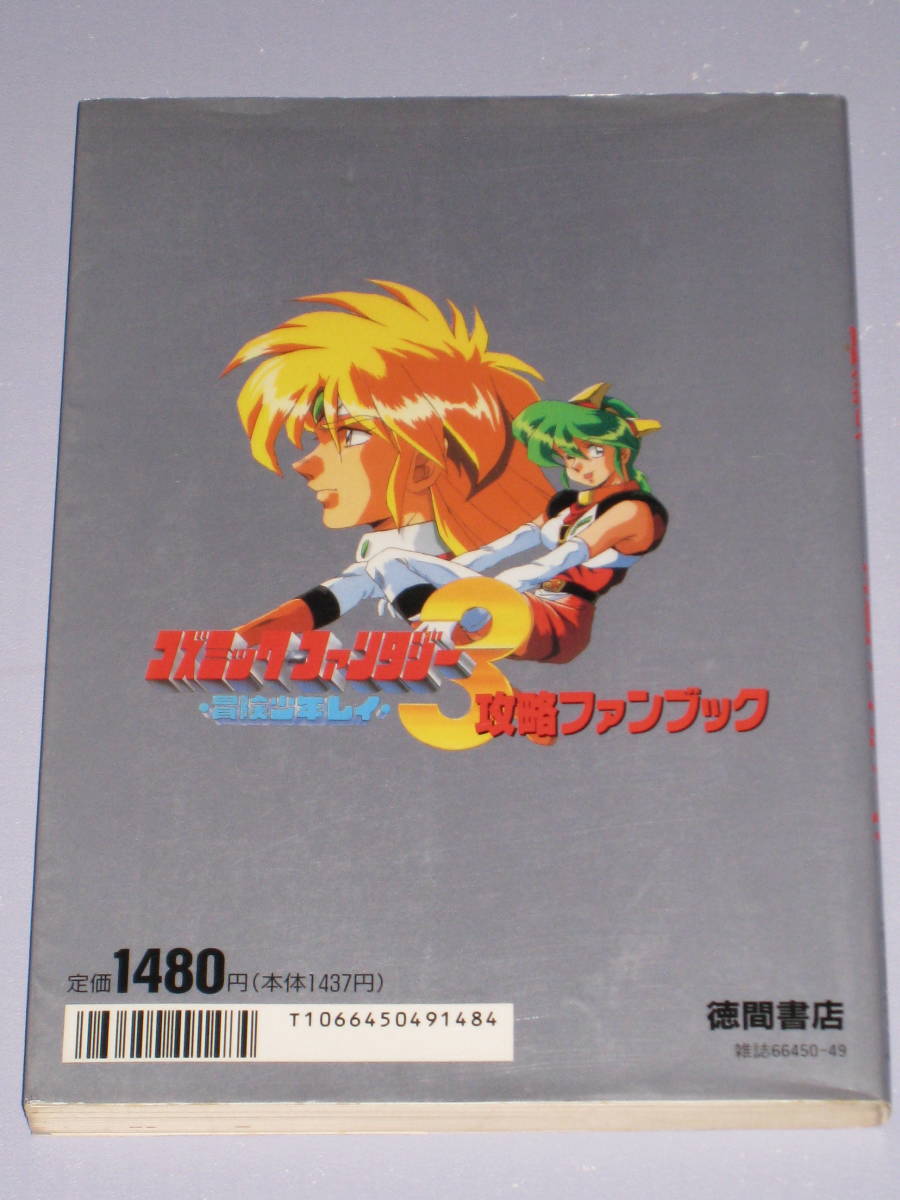 コズミック・ファンタジー3
・冒険少年レイ・
攻略ファンブック
定価1480円(本体1437円)
T1066450491484
徳間書店
雑誌66450-49